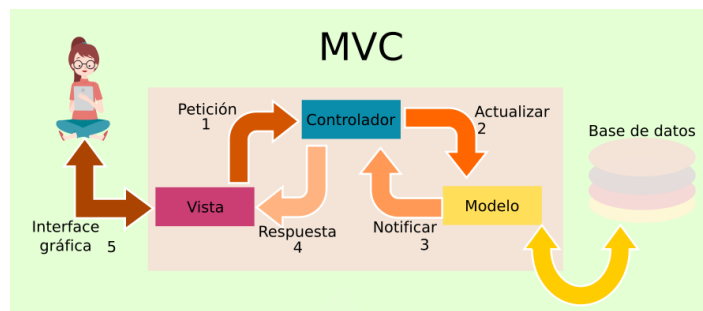 MVC
Petición
1
Controlador
Actualizar
2
Base de datos
Vista
Modelo
Interface
gráfica 5
Respuesta
4
Notificar
3